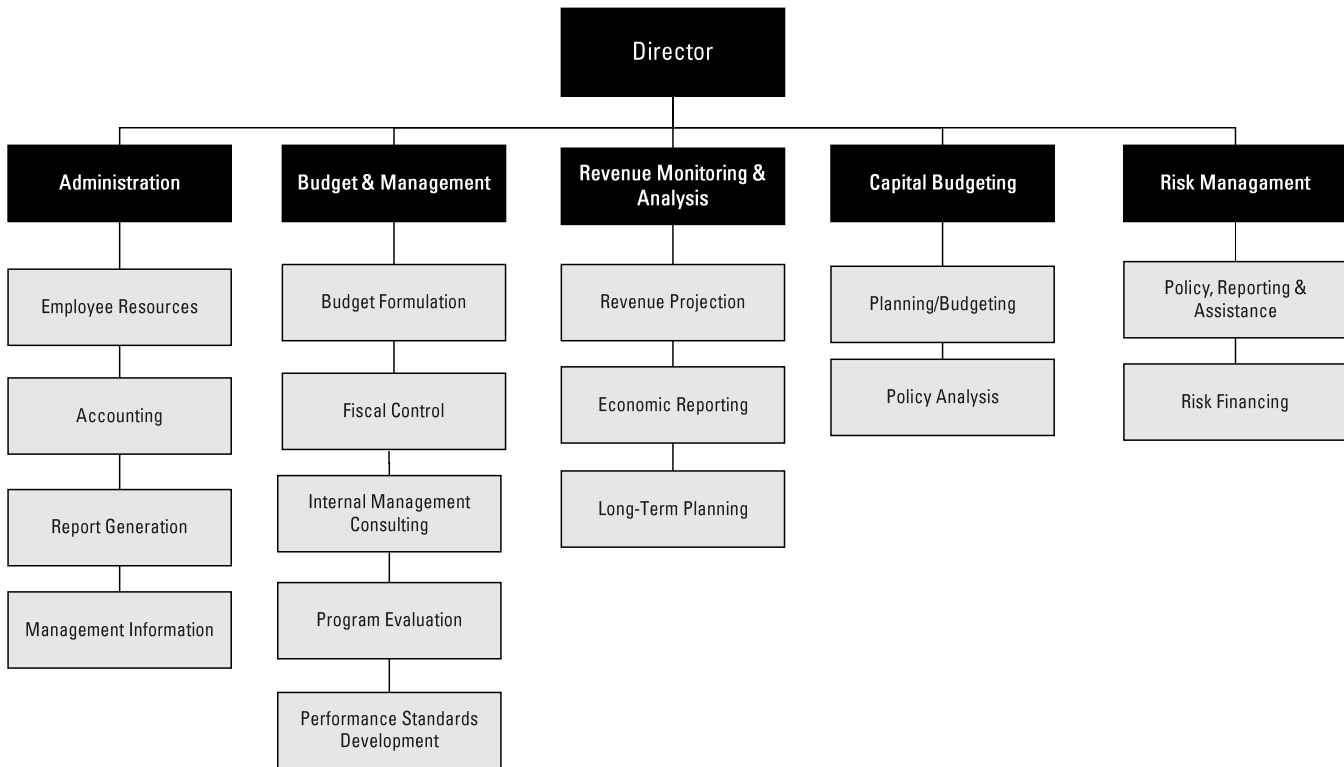 Director
Administration
Budget & Management
Revenue Monitoring &
Analysis
Capital Budgeting
Risk Managament
Employee Resources
Accounting
Report Generation
Management Information
Budget Formulation
Fiscal Control
Internal Management
Consulting
Program Evaluation
Performance Standards
Development
Revenue Projection
Economic Reporting
Long-Term Planning
Planning/Budgeting
Policy Analysis
Policy, Reporting &
Assistance
Risk Financing